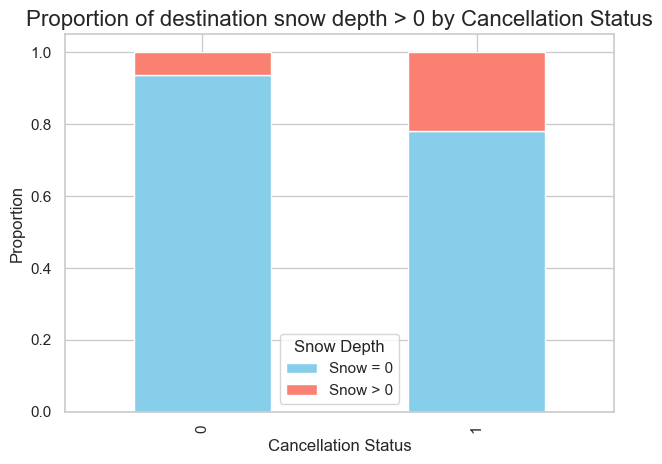 Proportion of destination snow depth > 0 by Cancellation Status
1.0
0.8
0.6
0.4
0.2
0.0
Proportion
Snow Depth
Snow = 0
Snow > 0
0
1
Cancellation Status